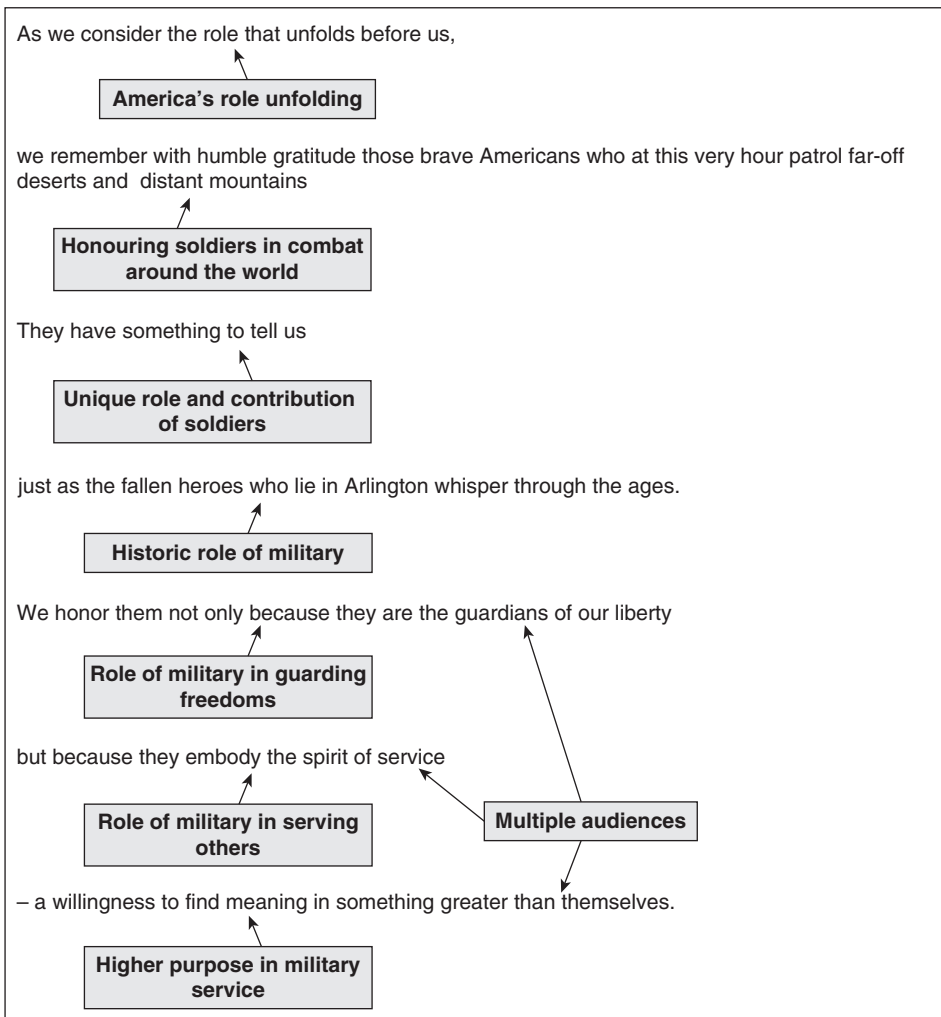 As we consider the role that unfolds before us,
America's role unfolding
we remember with humble gratitude those brave Americans who at this very hour patrol far-off
deserts and distant mountains
Honouring soldiers in combat
around the world
They have something to tell us
Unique role and contribution
of soldiers
just as the fallen heroes who lie in Arlington whisper through the ages.
Historic role of military
We honor them not only because they are the guardians of our liberty
Role of military in guarding
freedoms
but because they embody the spirit of service
Role of military in serving
others
Multiple audiences
– a willingness to find meaning in something greater than themselves.
Higher purpose in military
service